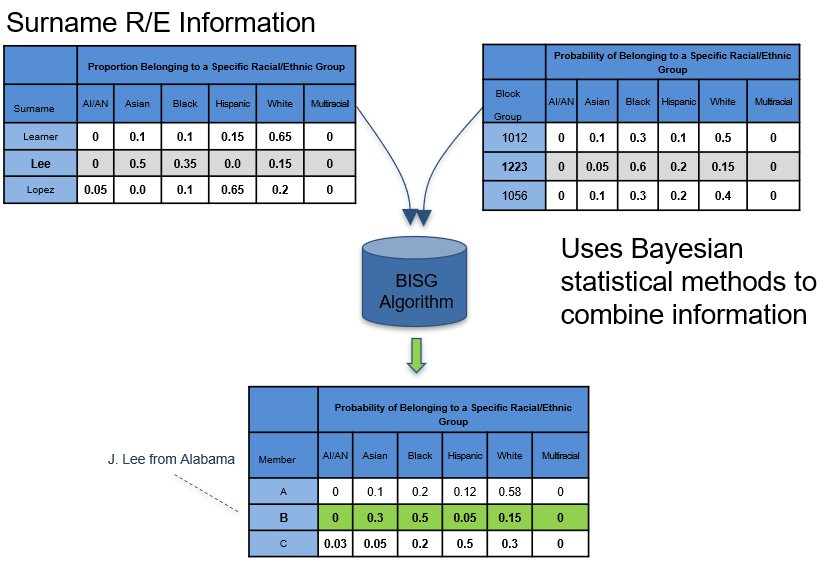 Surname R/E Information
Proportion Belonging to a Specific Racial/Ethnic Group
Surname AI/AN Asian Black Hispanic White Multiracial
Learner 0 0.1 0.1 0.15 0.65 0
Lee 0 0.5 0.35 0.0 0.15 0
Lopez 0.05 0.0 0.1 0.65 0.2 0
Probability of Belonging to a Specific Racial/Ethnic
Group
Block
Group AI/AN Asian Black Hispanic White Multiracial
1012 0 0.1 0.3 0.1 0.5 0
1223 0 0.05 0.6 0.2 0.15 0
1056 0 0.1 0.3 0.2 0.4 0
BISG
Algorithm
Uses Bayesian
statistical methods to
combine information
Probability of Belonging to a Specific Racial/Ethnic
Group
Member AI/AN Asian Black Hispanic White Multiracial
A 0 0.1 0.2 0.12 0.58 0
B 0 0.3 0.5 0.05 0.15 0
C 0.03 0.05 0.2 0.5 0.3 0
J. Lee from Alabama